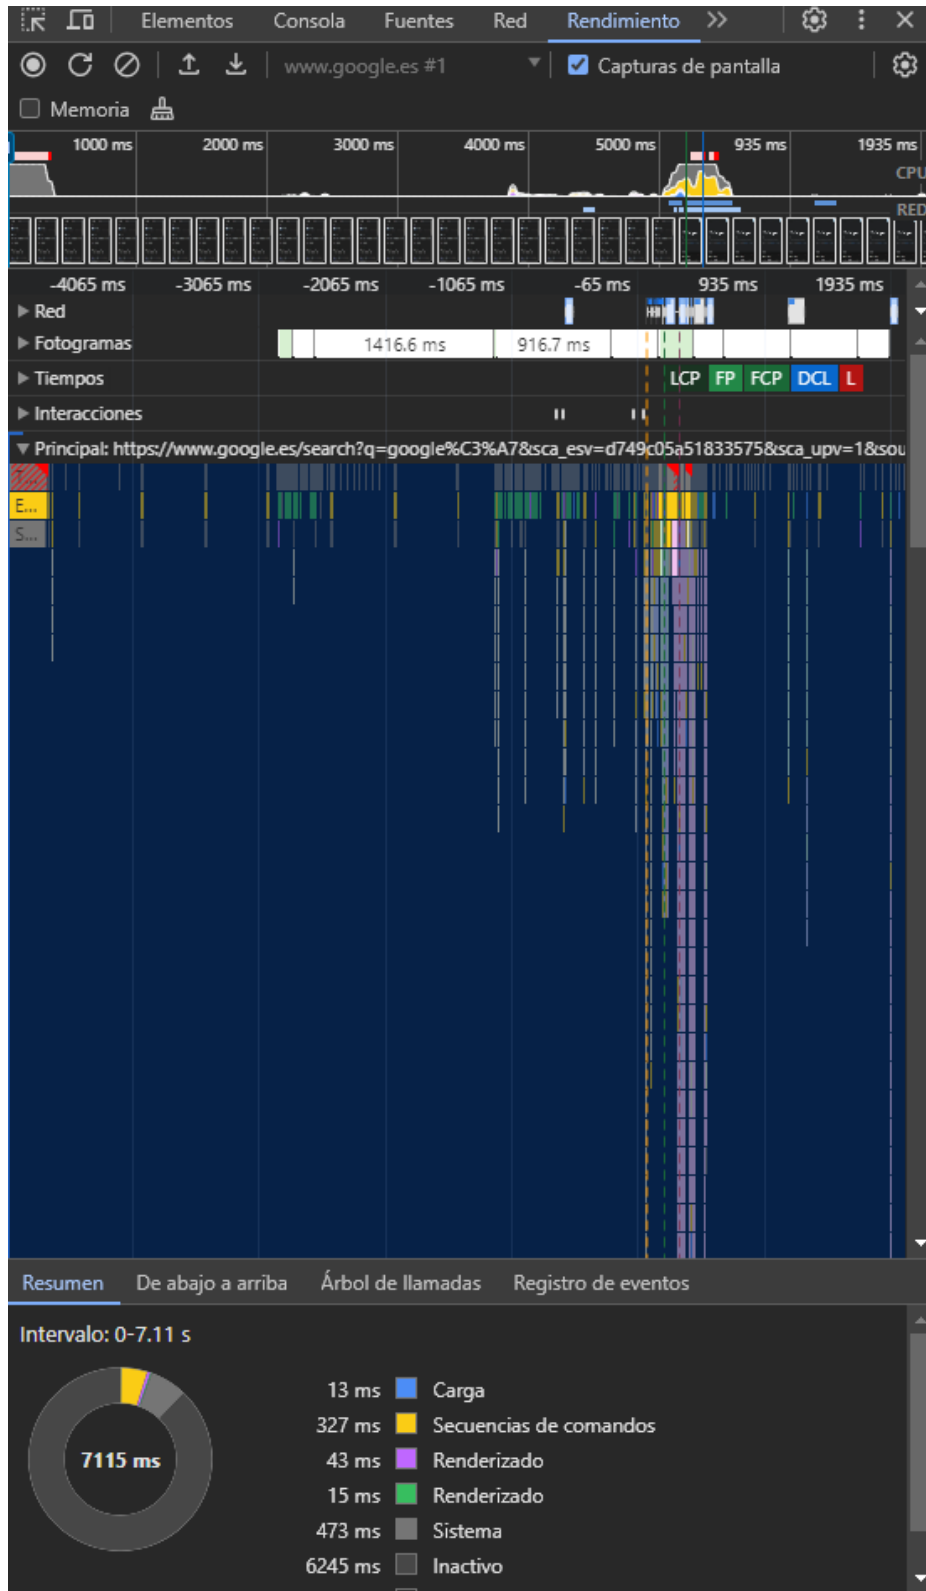 Elementos Consola Fuentes Red Rendimiento
www.google.es #1 Capturas de pantalla
Memoria
1000 ms 2000 ms 3000 ms 4000 ms 5000 ms 935 ms 1935 ms
CPU
RED
-4065 ms -3065 ms -2065 ms -1065 ms -65 ms 935 ms 1935 ms
Red
Fotogramas 1416.6 ms 916.7 ms
Tiempos LCP FP FCP DCL L
Interacciones
Principal: https://www.google.es/search?q=google%C3%A7&sca_esv=d749c05a51833575&sca_upv=1&sou
E...
S...
Resumen De abajo a arriba Árbol de llamadas Registro de eventos
Intervalo: 0-7.11 s
7115 ms
13 ms Carga
327 ms Secuencias de comandos
43 ms Renderizado
15 ms Renderizado
473 ms Sistema
6245 ms Inactivo